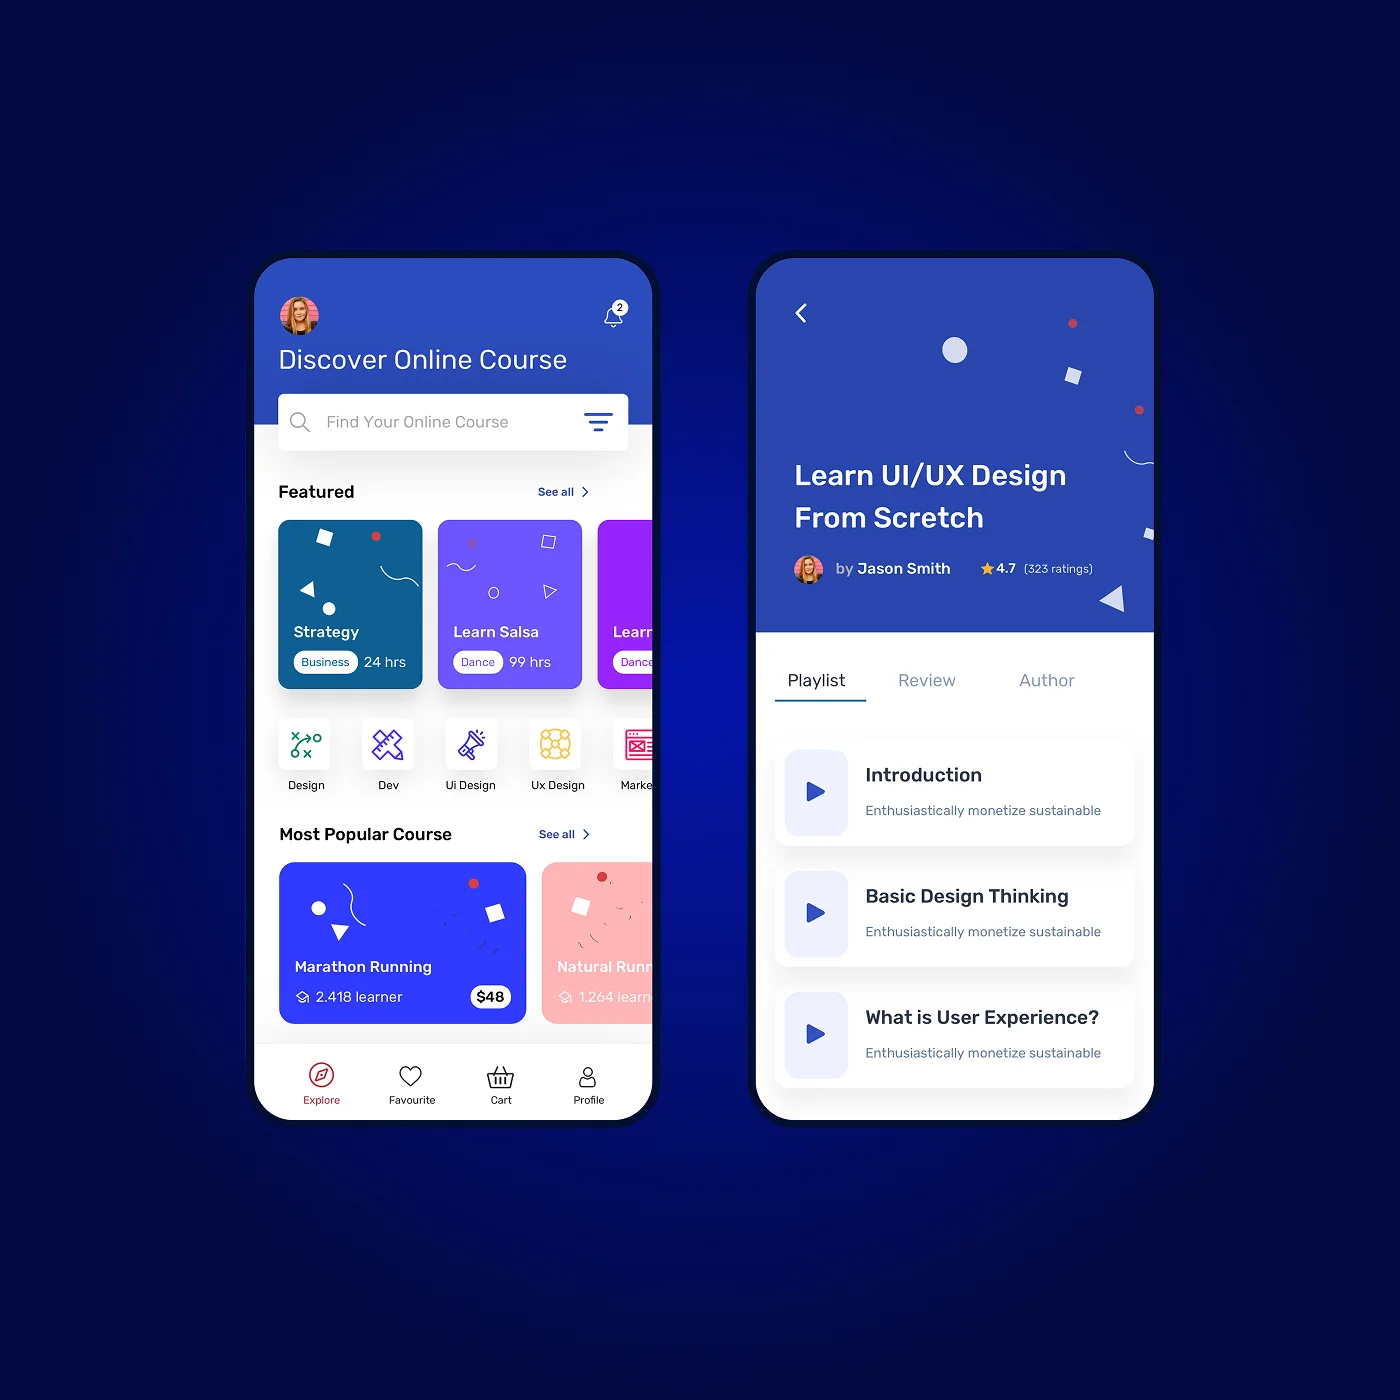 2
Discover Online Course
Find Your Online Course
Featured
See all
Strategy
Business 24 hrs
Learn Salsa
Dance 99 hrs
Learn
Dance
Design
Dev
Ui Design
Ux Design
Marke
Most Popular Course
See all
Marathon Running
2.418 learner
$48
Natural Runn
1.264 learn
Explore
Favourite
Cart
Profile
Learn UI/UX Design
From Scretch
by Jason Smith
4.7 (323 ratings)
Playlist
Review
Author
Introduction
Enthusiastically monetize sustainable
Basic Design Thinking
Enthusiastically monetize sustainable
What is User Experience?
Enthusiastically monetize sustainable